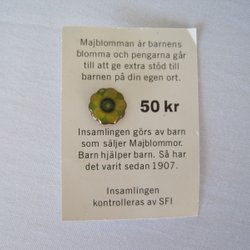 Majblomman är barnens
blomma och pengarna går
till att ge extra stöd till
barnen på din egen ort.
50 kr
Insamlingen görs av barn
som säljer Majblommor.
Barn hjälper barn. Så har
det varit sedan 1907.
Insamlingen
kontrolleras av SFI